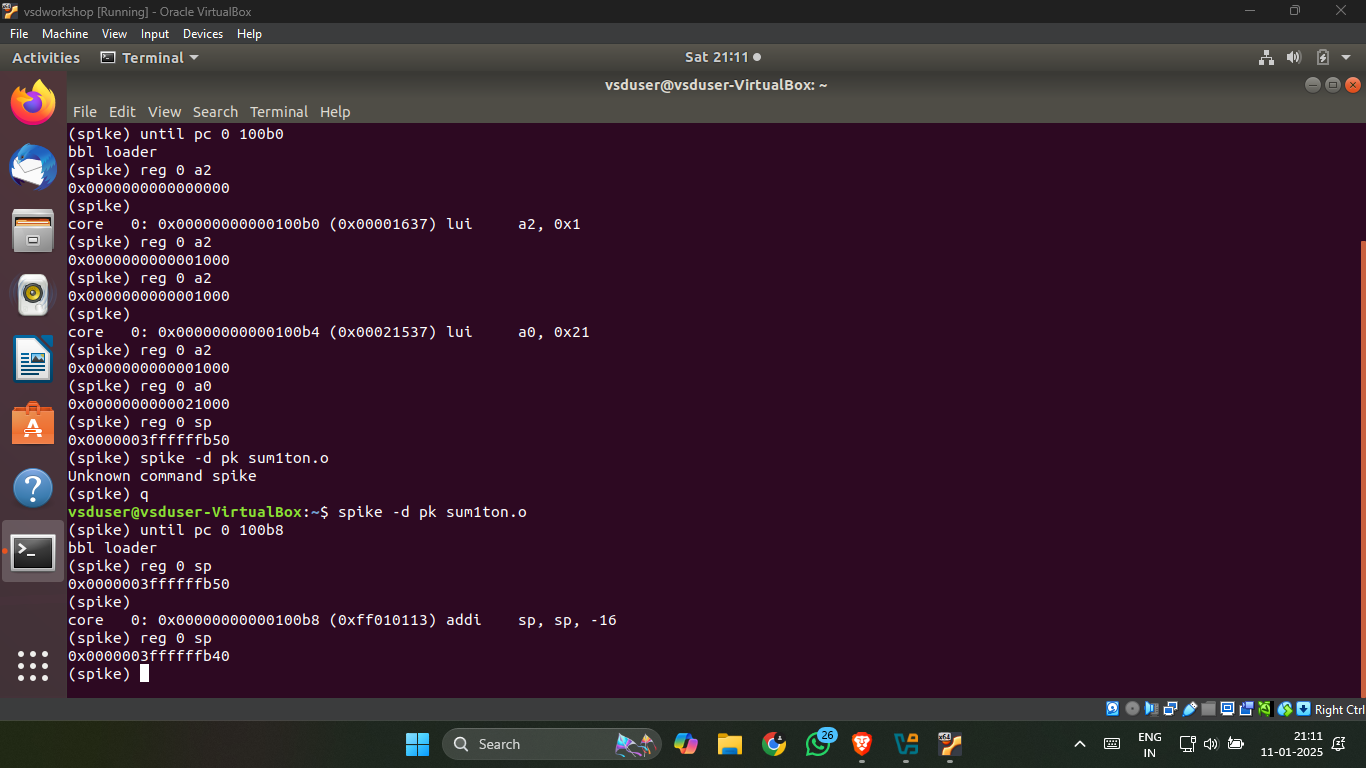 vsdworkshop [Running] - Oracle VirtualBox
File Machine View Input Devices Help
Activities Terminal Sat 21:11
vsduser@vsduser-VirtualBox: ~
File Edit View Search Terminal Help
(spike) until pc 0 100b0
bbl loader
(spike) reg 0 a2
0x0000000000000000
(spike)
core   0: 0x00000000000100b0 (0x00001637) lui     a2, 0x1
(spike) reg 0 a2
0x0000000000001000
(spike) reg 0 a2
0x0000000000001000
(spike)
core   0: 0x00000000000100b4 (0x00021537) lui     a0, 0x21
(spike) reg 0 a2
0x0000000000001000
(spike) reg 0 a0
0x0000000000021000
(spike) reg 0 sp
0x0000003ffffffb50
(spike) spike -d pk sum1ton.o
Unknown command spike
(spike) q
vsduser@vsduser-VirtualBox:~$ spike -d pk sum1ton.o
(spike) until pc 0 100b8
bbl loader
(spike) reg 0 sp
0x0000003ffffffb50
(spike)
core   0: 0x00000000000100b8 (0xff010113) addi    sp, sp, -16
(spike) reg 0 sp
0x0000003ffffffb40
(spike)
Right Ctrl
Search
26
x64
ENG
IN
21:11
11-01-2025